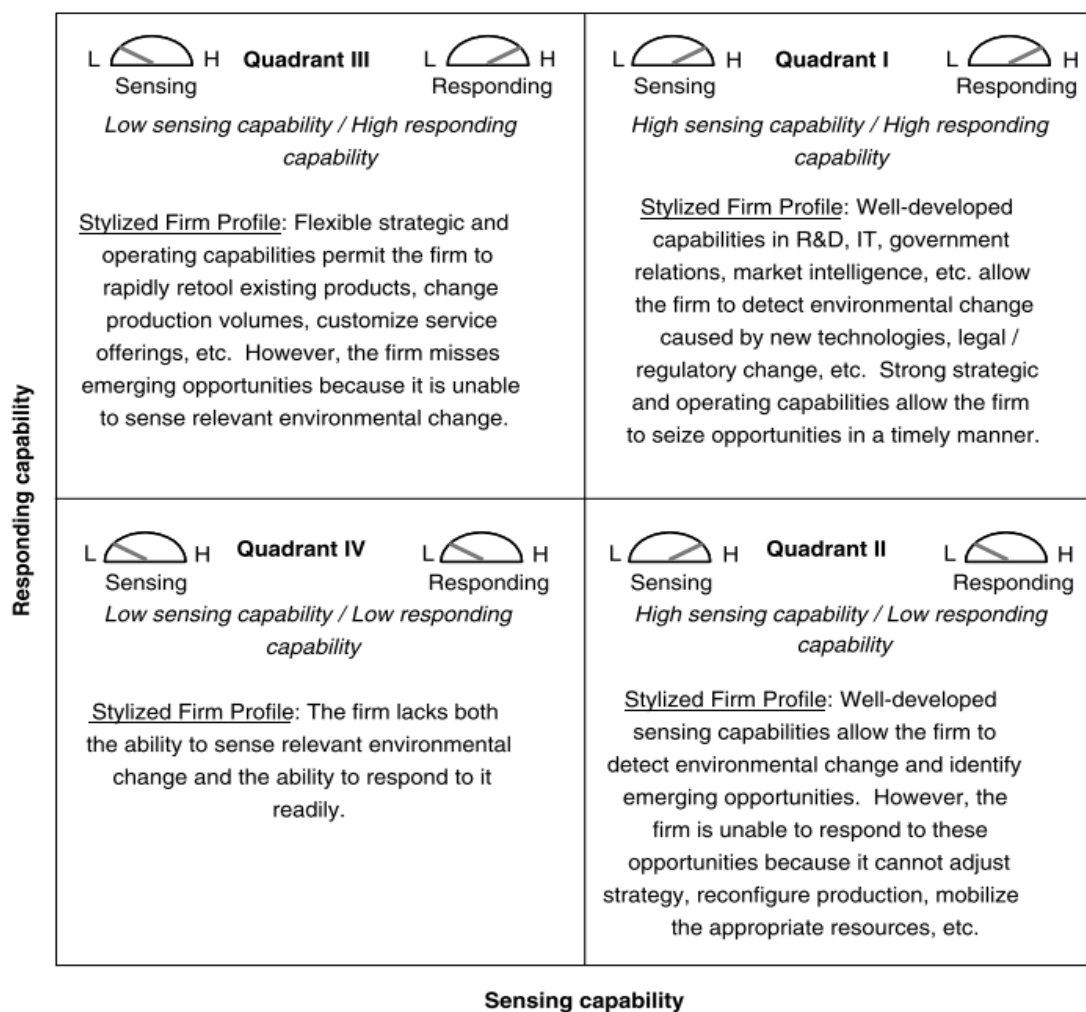 L H Quadrant III L H
Sensing Responding
Low sensing capability / High responding
capability
Stylized Firm Profile: Flexible strategic and
operating capabilities permit the firm to
rapidly retool existing products, change
production volumes, customize service
offerings, etc. However, the firm misses
emerging opportunities because it is unable
to sense relevant environmental change.
L H Quadrant I L H
Sensing Responding
High sensing capability / High responding
capability
Stylized Firm Profile: Well-developed
capabilities in R&D, IT, government
relations, market intelligence, etc. allow
the firm to detect environmental change
caused by new technologies, legal /
regulatory change, etc. Strong strategic
and operating capabilities allow the firm
to seize opportunities in a timely manner.
Responding capability
L H Quadrant IV L H
Sensing Responding
Low sensing capability / Low responding
capability
Stylized Firm Profile: The firm lacks both
the ability to sense relevant environmental
change and the ability to respond to it
readily.
L H Quadrant II L H
Sensing Responding
High sensing capability / Low responding
capability
Stylized Firm Profile: Well-developed
sensing capabilities allow the firm to
detect environmental change and identify
emerging opportunities. However, the
firm is unable to respond to these
opportunities because it cannot adjust
strategy, reconfigure production, mobilize
the appropriate resources, etc.
Sensing capability